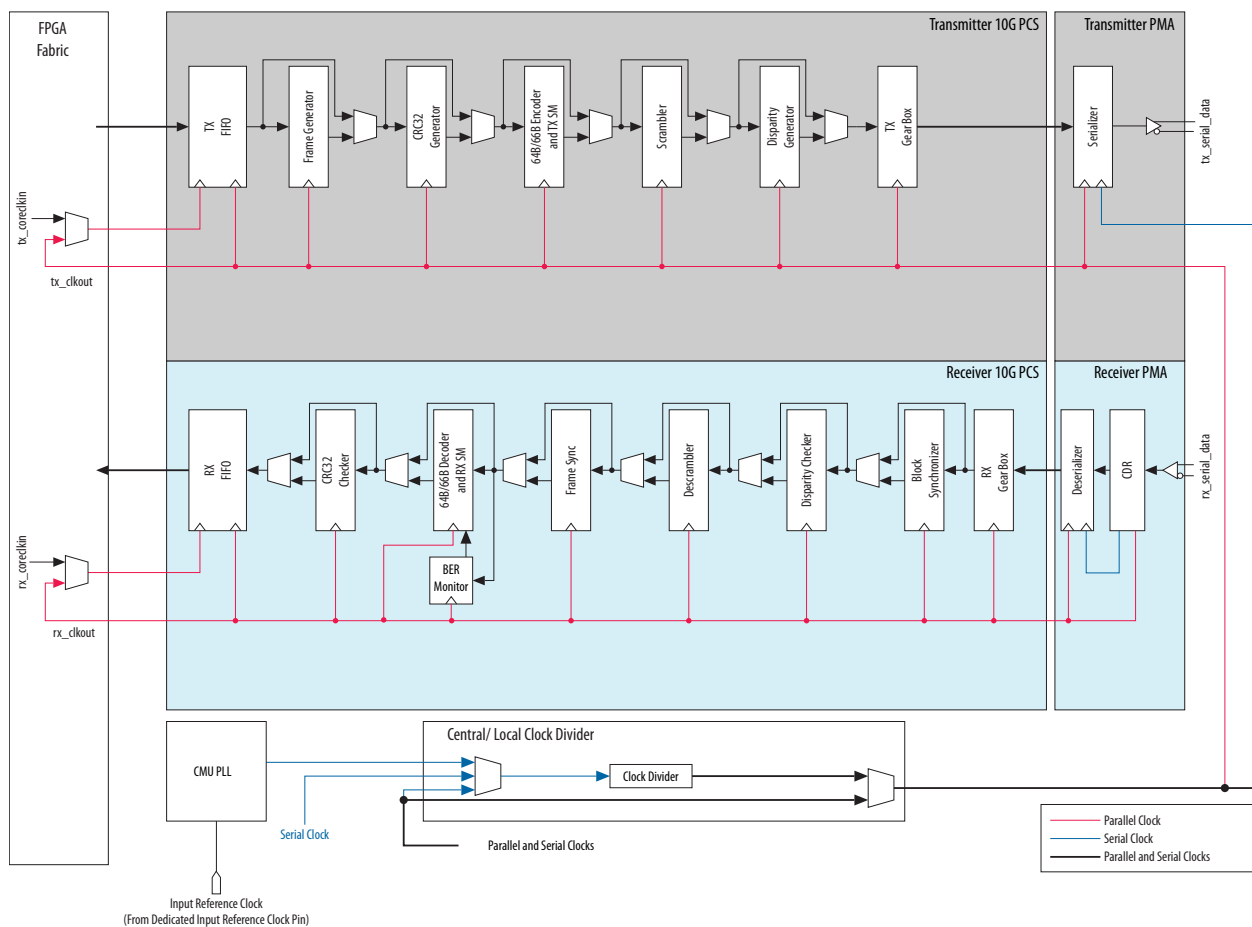 FPGA
Fabric
Transmitter 10G PCS
Transmitter PMA
TX
FIFO
Frame Generator
CRC32
Generator
64B/66B Encoder
and TX SM
Scrambler
Disparity
Generator
TX
Gear Box
Serializer
tx_serial_data
tx_coreclkin
tx_clkout
Receiver 10G PCS
Receiver PMA
RX
FIFO
CRC32
Checker
64B/66B Decoder
and RX SM
Frame Sync
Descrambler
Disparity Checker
Block
Synchronizer
RX
Gear Box
Deserializer
CDR
rx_serial_data
BER
Monitor
rx_coreclkin
rx_clkout
CMU PLL
Central/ Local Clock Divider
Clock Divider
Serial Clock
Parallel and Serial Clocks
Parallel Clock
Serial Clock
Parallel and Serial Clocks
Input Reference Clock
(From Dedicated Input Reference Clock Pin)